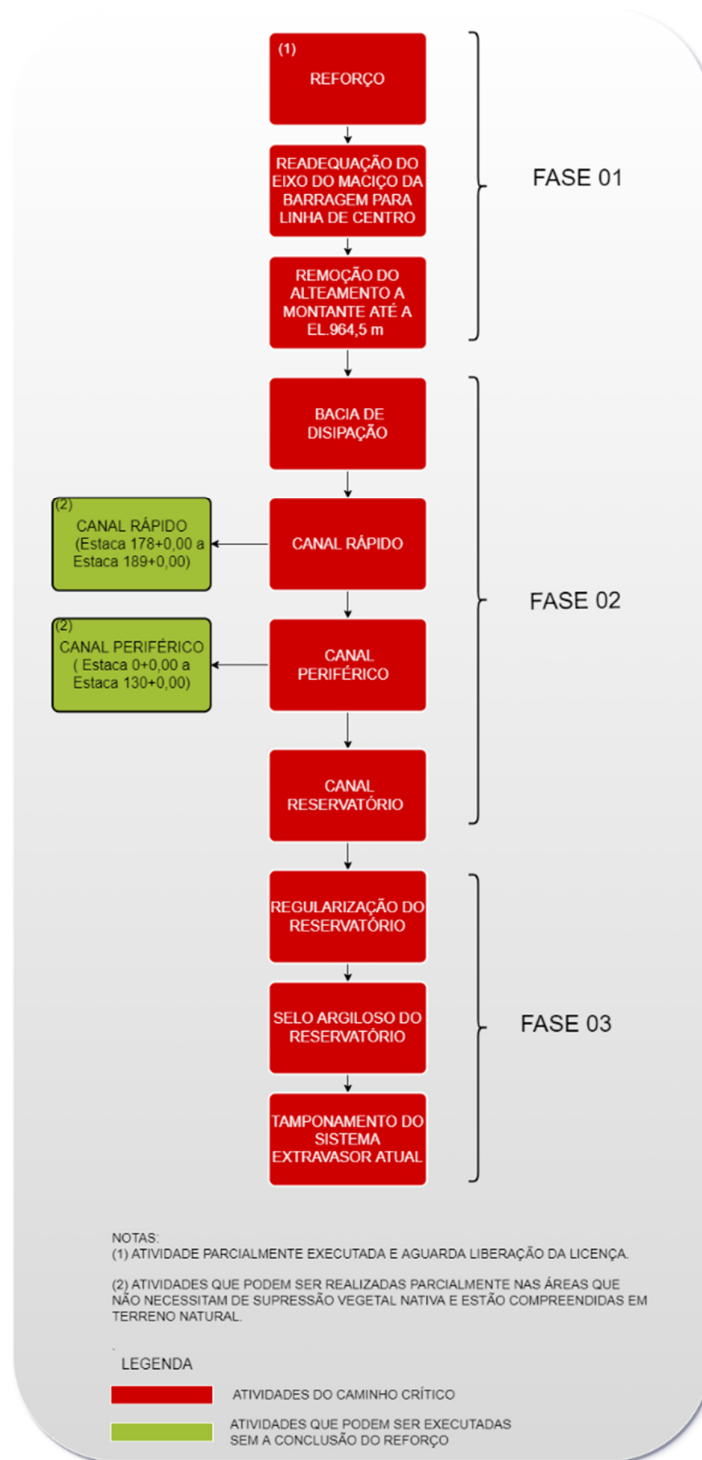 (1)
REFORÇO
READEQUAÇÃO DO
EIXO DO MACIÇO DA
BARRAGEM PARA
LINHA DE CENTRO
REMOÇÃO DO
ALTEAMENTO A
MONTANTE ATÉ A
EL.964,5 m
FASE 01
BACIA DE
DISIPAÇÃO
(2)
CANAL RÁPIDO
(Estaca 178+0,00 a
Estaca 189+0,00)
CANAL RÁPIDO
(2)
CANAL PERIFÉRICO
( Estaca 0+0,00 a
Estaca 130+0,00)
CANAL
PERIFÉRICO
CANAL
RESERVATÓRIO
FASE 02
REGULARIZAÇÃO DO
RESERVATÓRIO
SELO ARGILOSO DO
RESERVATÓRIO
TAMPONAMENTO DO
SISTEMA
EXTRAVASOR ATUAL
FASE 03
NOTAS:
(1) ATIVIDADE PARCIALMENTE EXECUTADA E AGUARDA LIBERAÇÃO DA LICENÇA.
(2) ATIVIDADES QUE PODEM SER REALIZADAS PARCIALMENTE NAS ÁREAS QUE
NÃO NECESSITAM DE SUPRESSÃO VEGETAL NATIVA E ESTÃO COMPREENDIDAS EM
TERRENO NATURAL.
.
LEGENDA
ATIVIDADES DO CAMINHO CRÍTICO
ATIVIDADES QUE PODEM SER EXECUTADAS
SEM A CONCLUSÃO DO REFORÇO